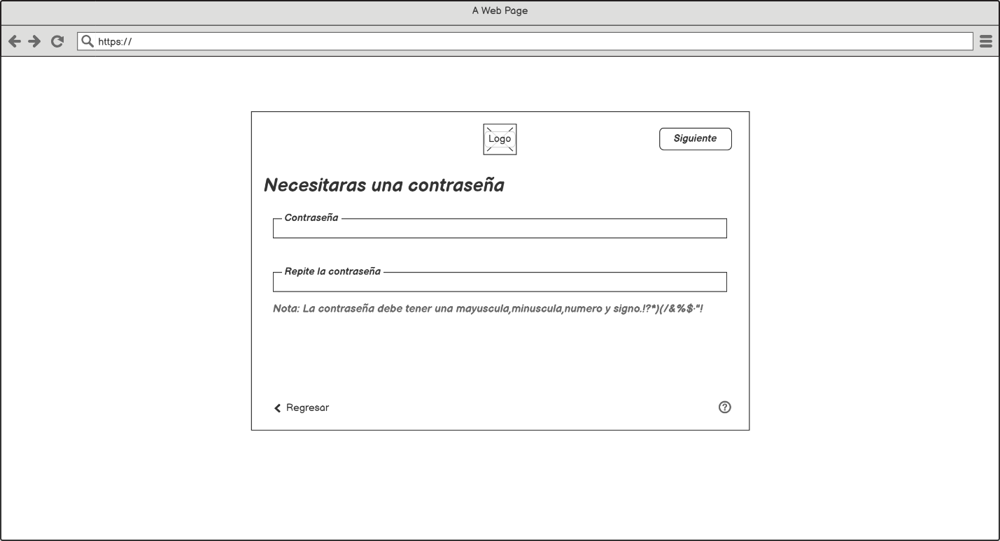 A Web Page
https://
Logo
Siguiente
Necesitaras una contraseña
Contraseña
Repite la contraseña
Nota: La contraseña debe tener una mayuscula,minuscula,numero y signo.!?*)(/&%$·"!
Regresar
?